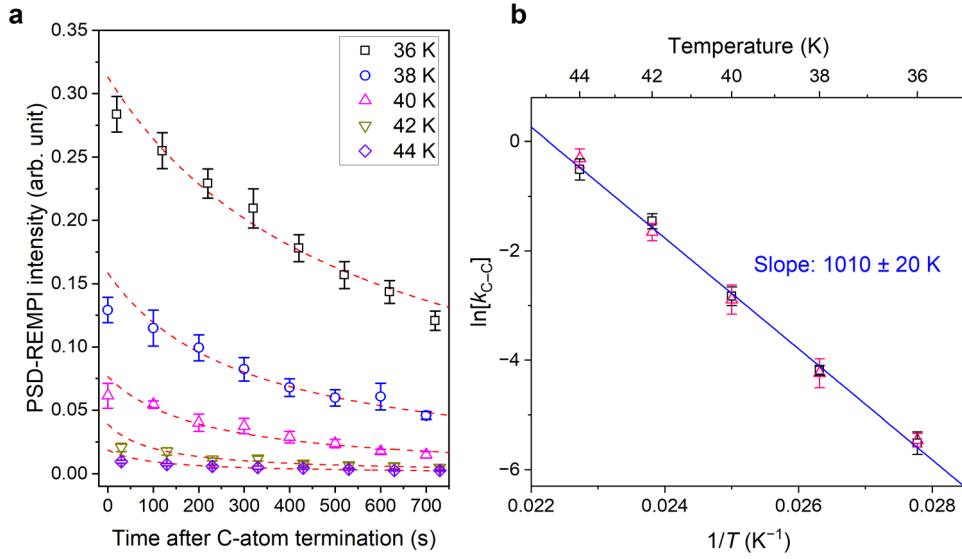 a
PSD-REMPI intensity (arb. unit)
0.35
0.30
0.25
0.20
0.15
0.10
0.05
0.00
36 K
38 K
40 K
42 K
44 K
0 100 200 300 400 500 600 700
Time after C-atom termination (s)
b
Temperature (K)
44 42 40 38 36
ln[k_C–C]
0
−2
−4
−6
Slope: 1010 ± 20 K
0.022 0.024 0.026 0.028
1/T (K⁻¹)